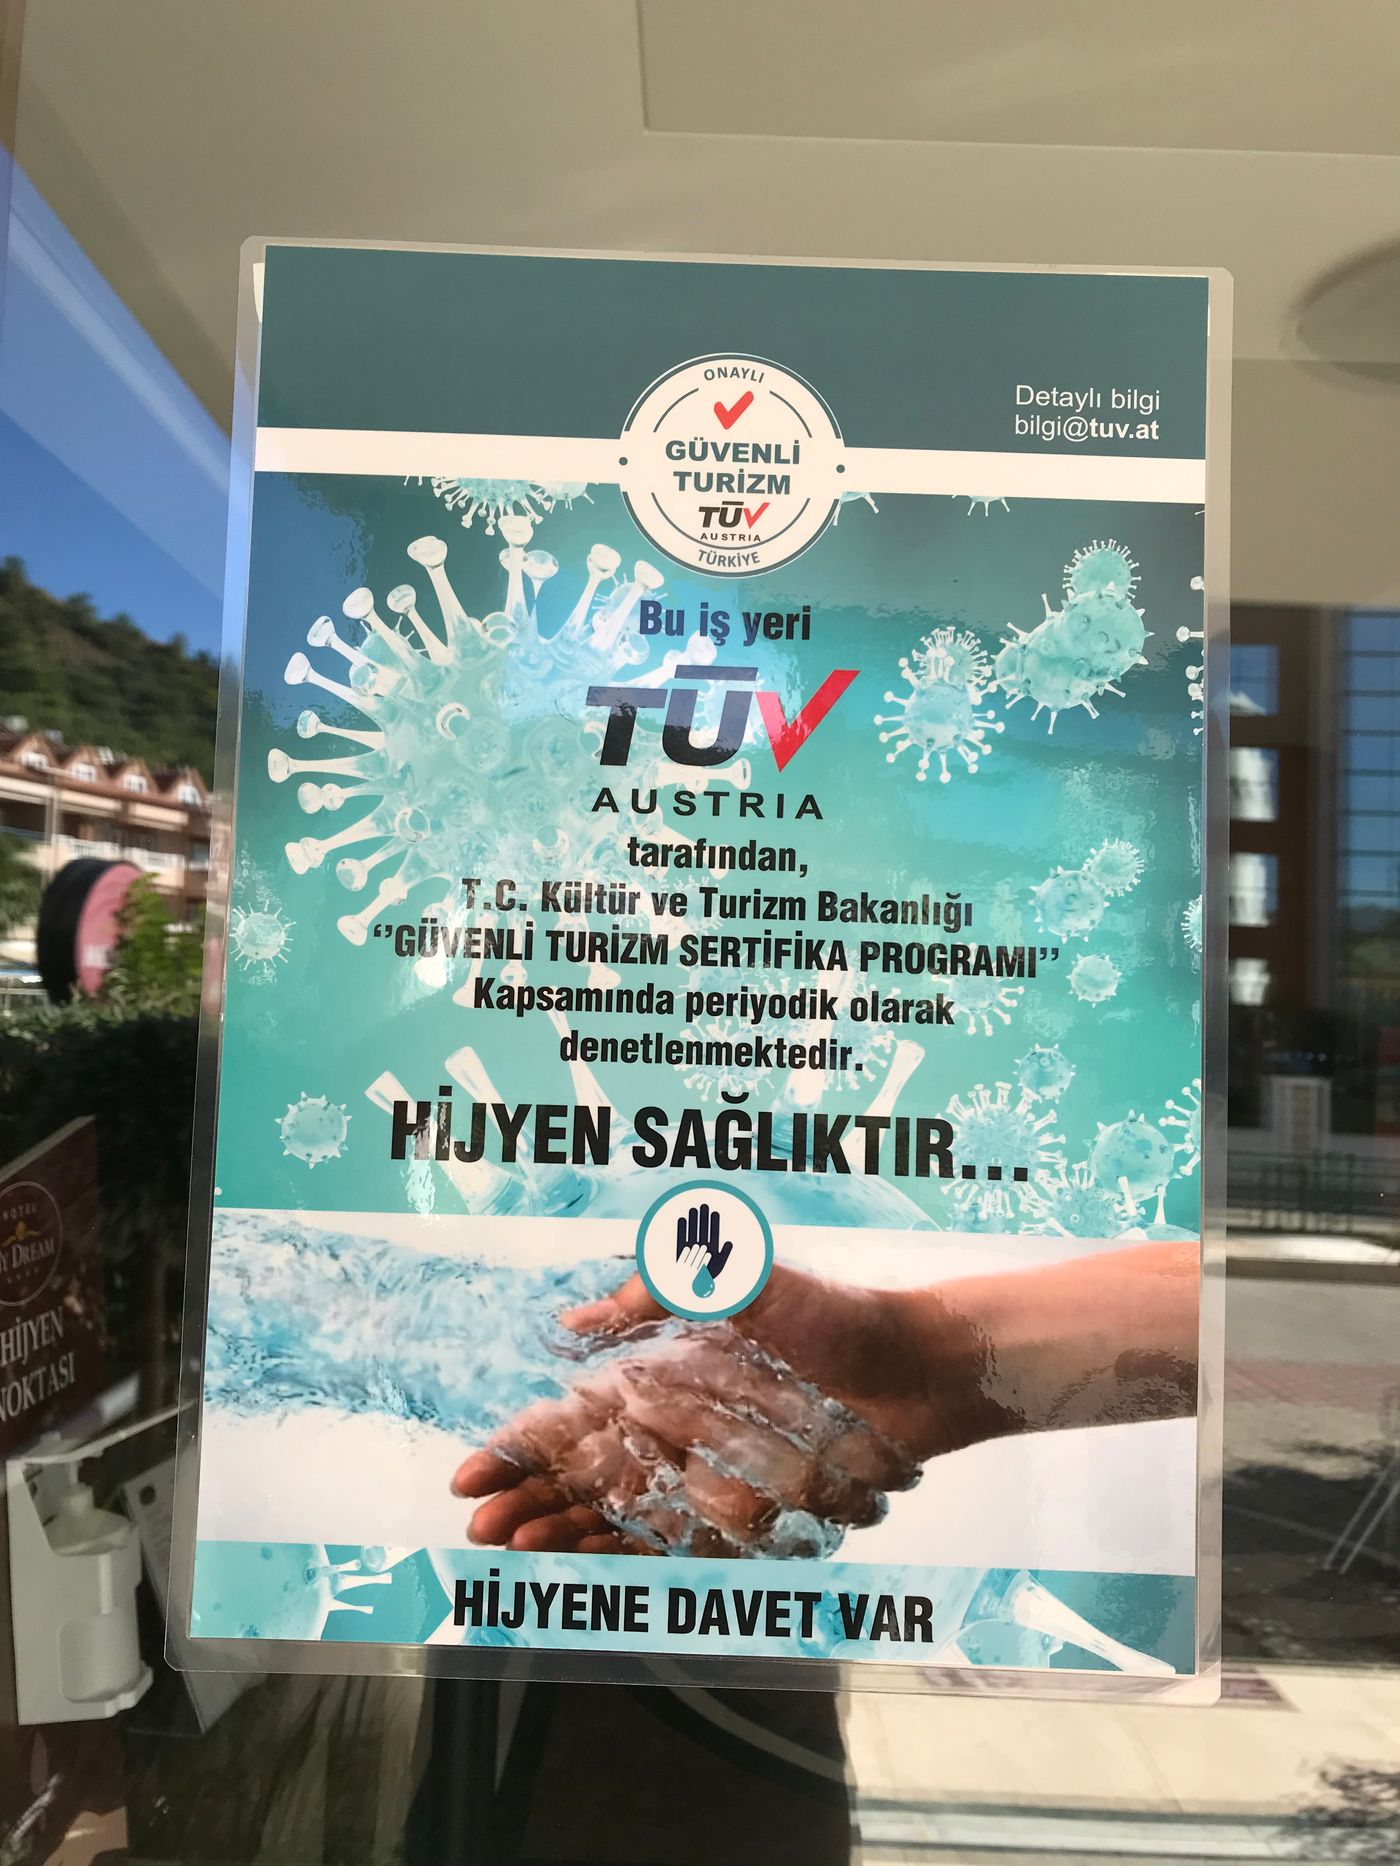 ONAYLI
GÜVENLİ
TURİZM
TÜV
AUSTRIA
TÜRKİYE
Detaylı bilgi
bilgi@tuv.at
Bu iş yeri
TÜV
AUSTRIA
tarafından,
T.C. Kültür ve Turizm Bakanlığı
‘’GÜVENLİ TURİZM SERTİFİKA PROGRAMI’’
Kapsamında periyodik olarak
denetlenmektedir.
HİJYEN SAĞLIKTIR...
HİJYENE DAVET VAR
HOTEL
DREAM
HİJYEN
NOKTASI